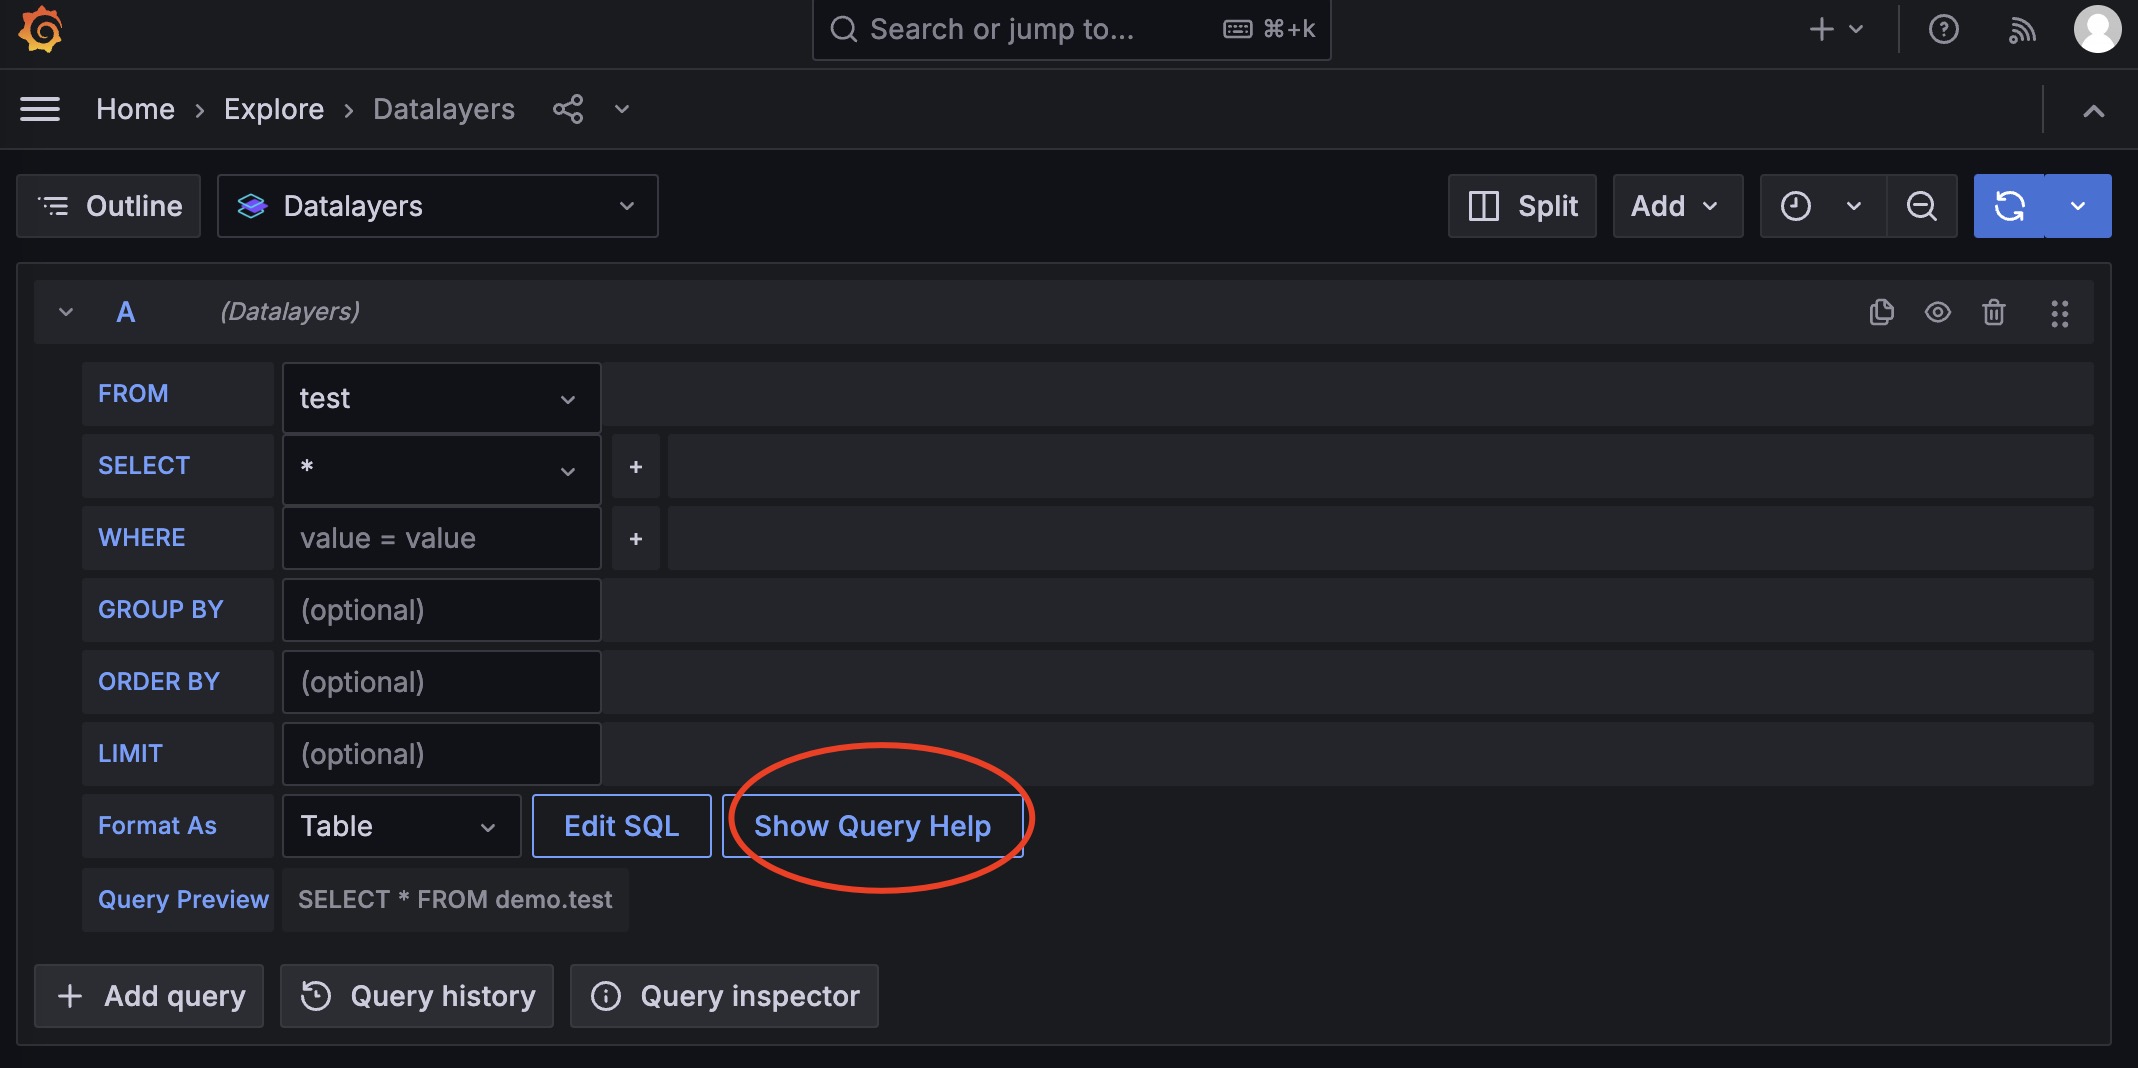 Search or jump to... ⌘+k
Home › Explore › Datalayers
Outline Datalayers Split Add
A (Datalayers)
FROM test
SELECT * +
WHERE value = value +
GROUP BY (optional)
ORDER BY (optional)
LIMIT (optional)
Format As Table Edit SQL Show Query Help
Query Preview SELECT * FROM demo.test
+ Add query Query history Query inspector